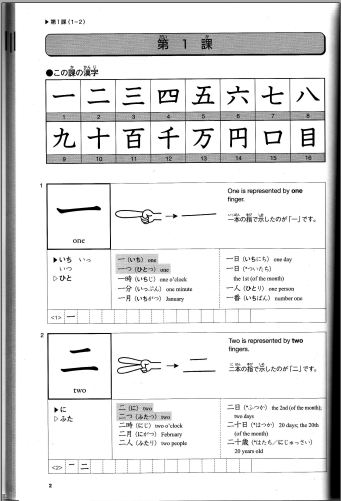 ▶第1課(1-2)
第 1 課
●この課の漢字
一 二 三 四 五 六 七 八
1 2 3 4 5 6 7 8
九 十 百 千 万 円 口 目
9 10 11 12 13 14 15 16
1
一
one
One is represented by one
finger.
一本の指で示したのが「一」です。
▶いち いっ
いつ
▷ひと
一(いち) one
一つ(ひとつ) one
一時(いちじ) one o'clock
一分(いっぷん) one minute
一月(いちがつ) January
一日(いちにち) one day
一日(*ついたち)
the 1st (of the month)
一人(ひとり) one person
一番(いちばん) number one
<1> 一
2
二
two
Two is represented by two
fingers.
二本の指で示したのが「二」です。
▶に
▷ふた
二(に) two
二つ(ふたつ) two
二時(にじ) two o'clock
二月(にがつ) February
二人(ふたり) two people
二日(*ふつか) the 2nd (of the month);
two days
二十日(*はつか) 20 days; the 20th
(of the month)
二十歳(*はたち/にじゅっさい)
20 years old
<2> 一 二
2